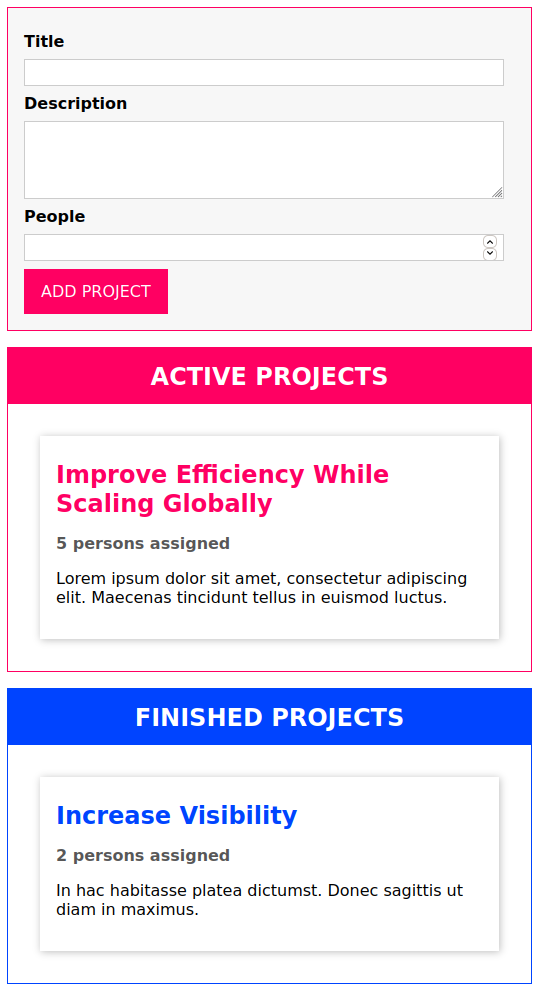 Title
Description
People
ADD PROJECT
ACTIVE PROJECTS
Improve Efficiency While
Scaling Globally
5 persons assigned
Lorem ipsum dolor sit amet, consectetur adipiscing
elit. Maecenas tincidunt tellus in euismod luctus.
FINISHED PROJECTS
Increase Visibility
2 persons assigned
In hac habitasse platea dictumst. Donec sagittis ut
diam in maximus.